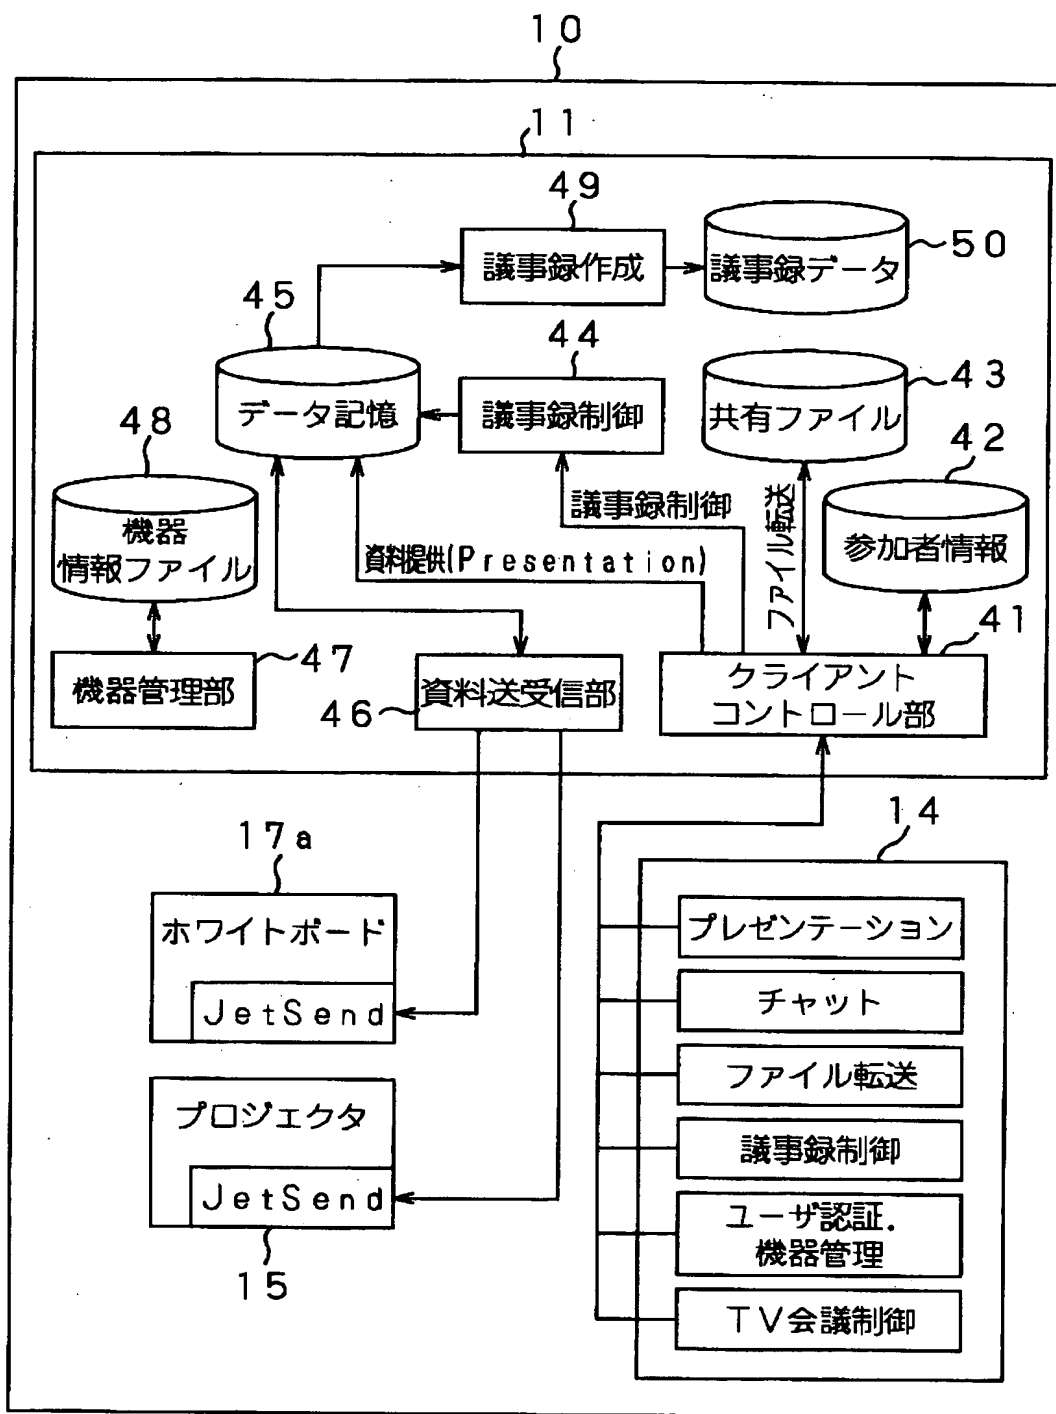 10
11
49
議事録作成
議事録データ
50
45
データ記憶
44
議事録制御
共有ファイル
43
48
機器
情報ファイル
議事録制御
資料提供(Presentation)
ファイル転送
42
参加者情報
47
機器管理部
46
資料送受信部
41
クライアント
コントロール部
17a
ホワイトボード
JetSend
プロジェクタ
JetSend
15
14
プレゼンテーション
チャット
ファイル転送
議事録制御
ユーザ認証.
機器管理
TV会議制御